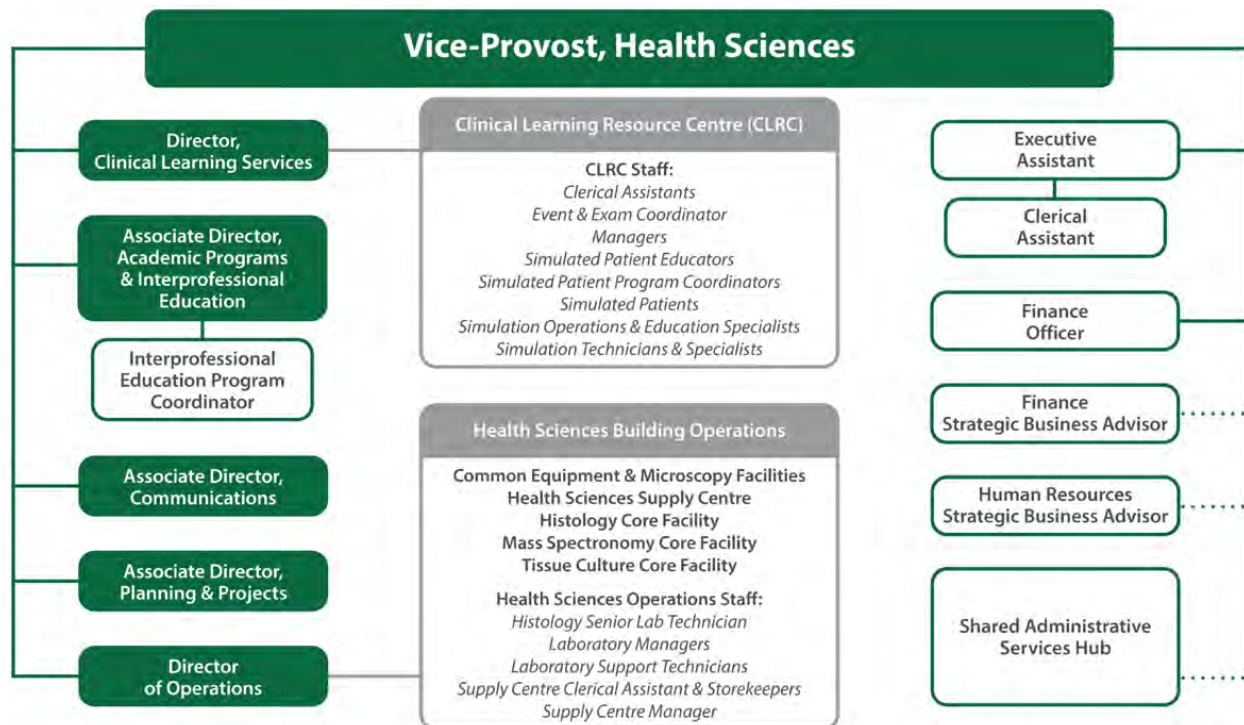 Vice-Provost, Health Sciences
Director,
Clinical Learning Services
Associate Director,
Academic Programs
& Interprofessional
Education
Interprofessional
Education Program
Coordinator
Associate Director,
Communications
Associate Director,
Planning & Projects
Director
of Operations
Clinical Learning Resource Centre (CLRC)
CLRC Staff:
Clerical Assistants
Event & Exam Coordinator
Managers
Simulated Patient Educators
Simulated Patient Program Coordinators
Simulated Patients
Simulation Operations & Education Specialists
Simulation Technicians & Specialists
Health Sciences Building Operations
Common Equipment & Microscopy Facilities
Health Sciences Supply Centre
Histology Core Facility
Mass Spectronomy Core Facility
Tissue Culture Core Facility
Health Sciences Operations Staff:
Histology Senior Lab Technician
Laboratory Managers
Laboratory Support Technicians
Supply Centre Clerical Assistant & Storekeepers
Supply Centre Manager
Executive
Assistant
Clerical
Assistant
Finance
Officer
Finance
Strategic Business Advisor
Human Resources
Strategic Business Advisor
Shared Administrative
Services Hub